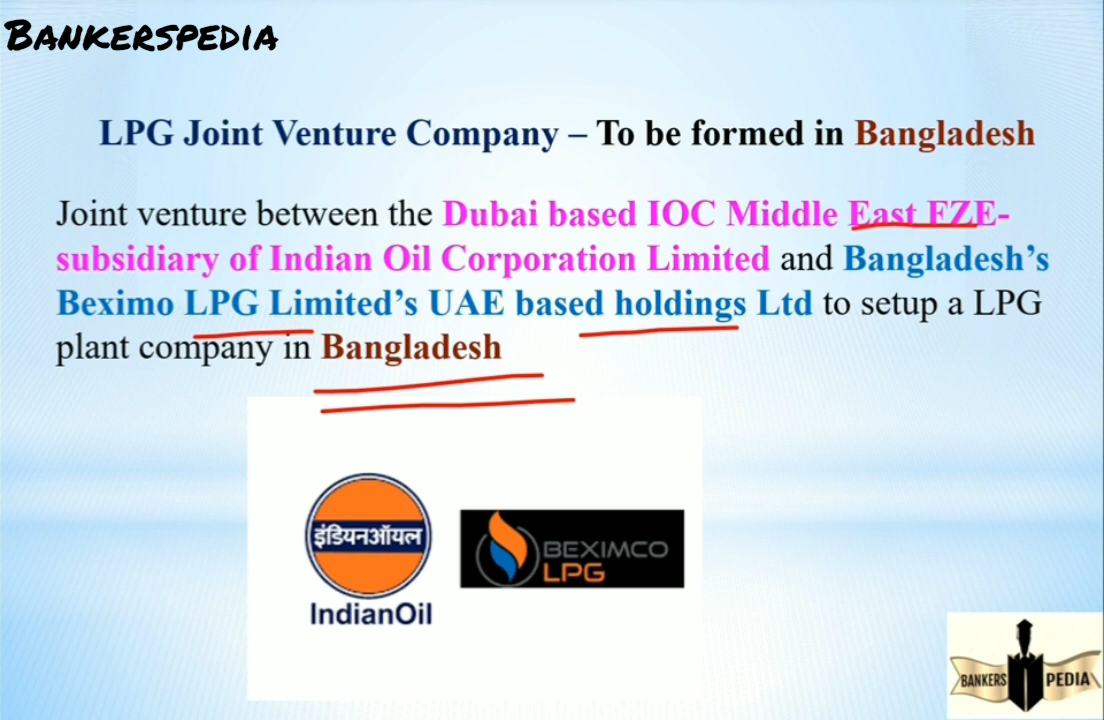 BANKERSPEDIA
LPG Joint Venture Company – To be formed in Bangladesh
Joint venture between the Dubai based IOC Middle East FZE-
subsidiary of Indian Oil Corporation Limited and Bangladesh’s
Beximo LPG Limited’s UAE based holdings Ltd to setup a LPG
plant company in Bangladesh
इंडियनऑयल
IndianOil
BEXIMCO
LPG
BANKERS PEDIA